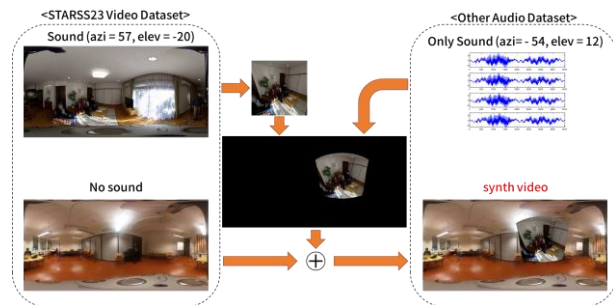 <STARSS23 Video Dataset>
Sound (azi = 57, elev = -20)
No sound
<Other Audio Dataset>
Only Sound (azi= - 54, elev = 12)
synth video